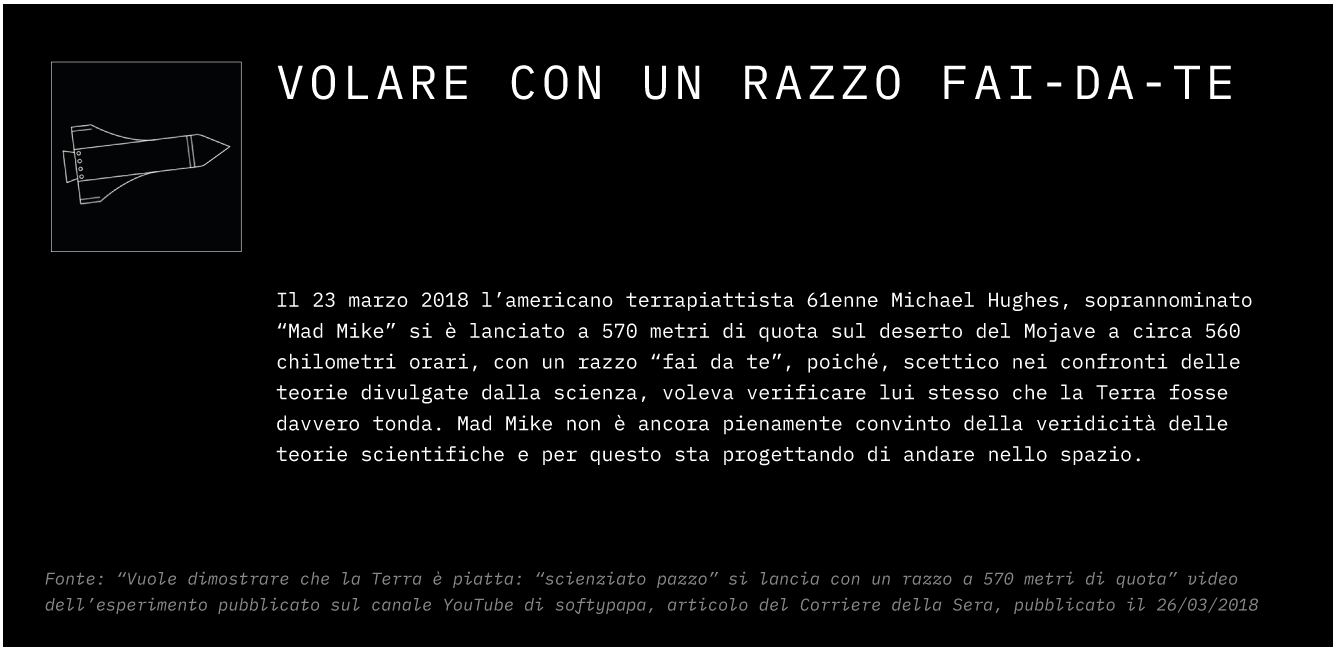 VOLARE CON UN RAZZO FAI-DA-TE
Il 23 marzo 2018 l’americano terrapiattista 61enne Michael Hughes, soprannominato
“Mad Mike” si è lanciato a 570 metri di quota sul deserto del Mojave a circa 560
chilometri orari, con un razzo “fai da te”, poiché, scettico nei confronti delle
teorie divulgate dalla scienza, voleva verificare lui stesso che la Terra fosse
davvero tonda. Mad Mike non è ancora pienamente convinto della veridicità delle
teorie scientifiche e per questo sta progettando di andare nello spazio.
Fonte: “Vuole dimostrare che la Terra è piatta: “scienziato pazzo” si lancia con un razzo a 570 metri di quota” video
dell’esperimento pubblicato sul canale YouTube di softypapa, articolo del Corriere della Sera, pubblicato il 26/03/2018